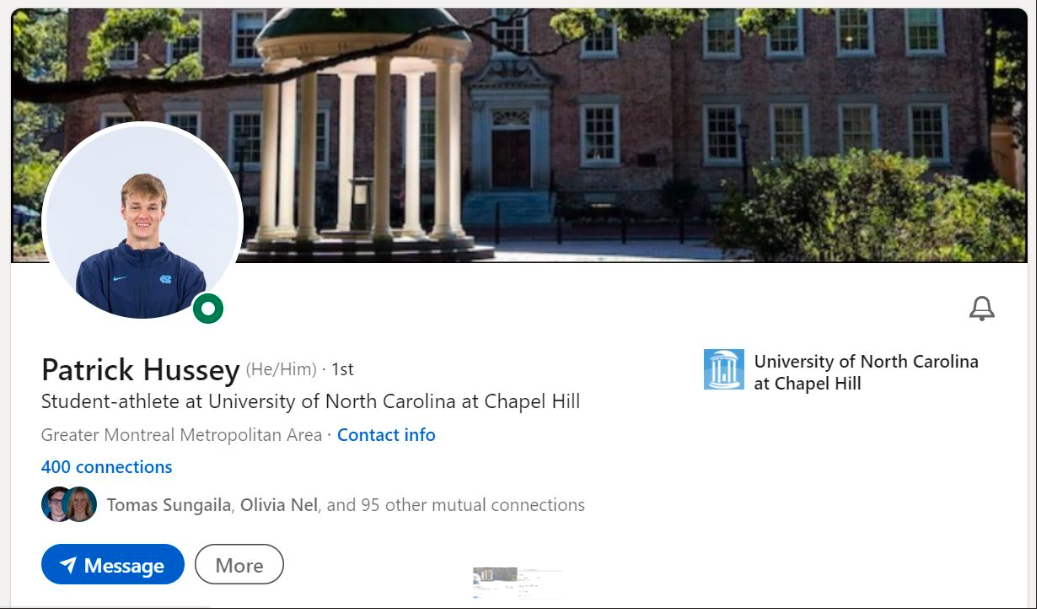 Patrick Hussey (He/Him) · 1st
Student-athlete at University of North Carolina at Chapel Hill
Greater Montreal Metropolitan Area · Contact info
400 connections
Tomas Sungaila, Olivia Nel, and 95 other mutual connections
Message
More
University of North Carolina
at Chapel Hill